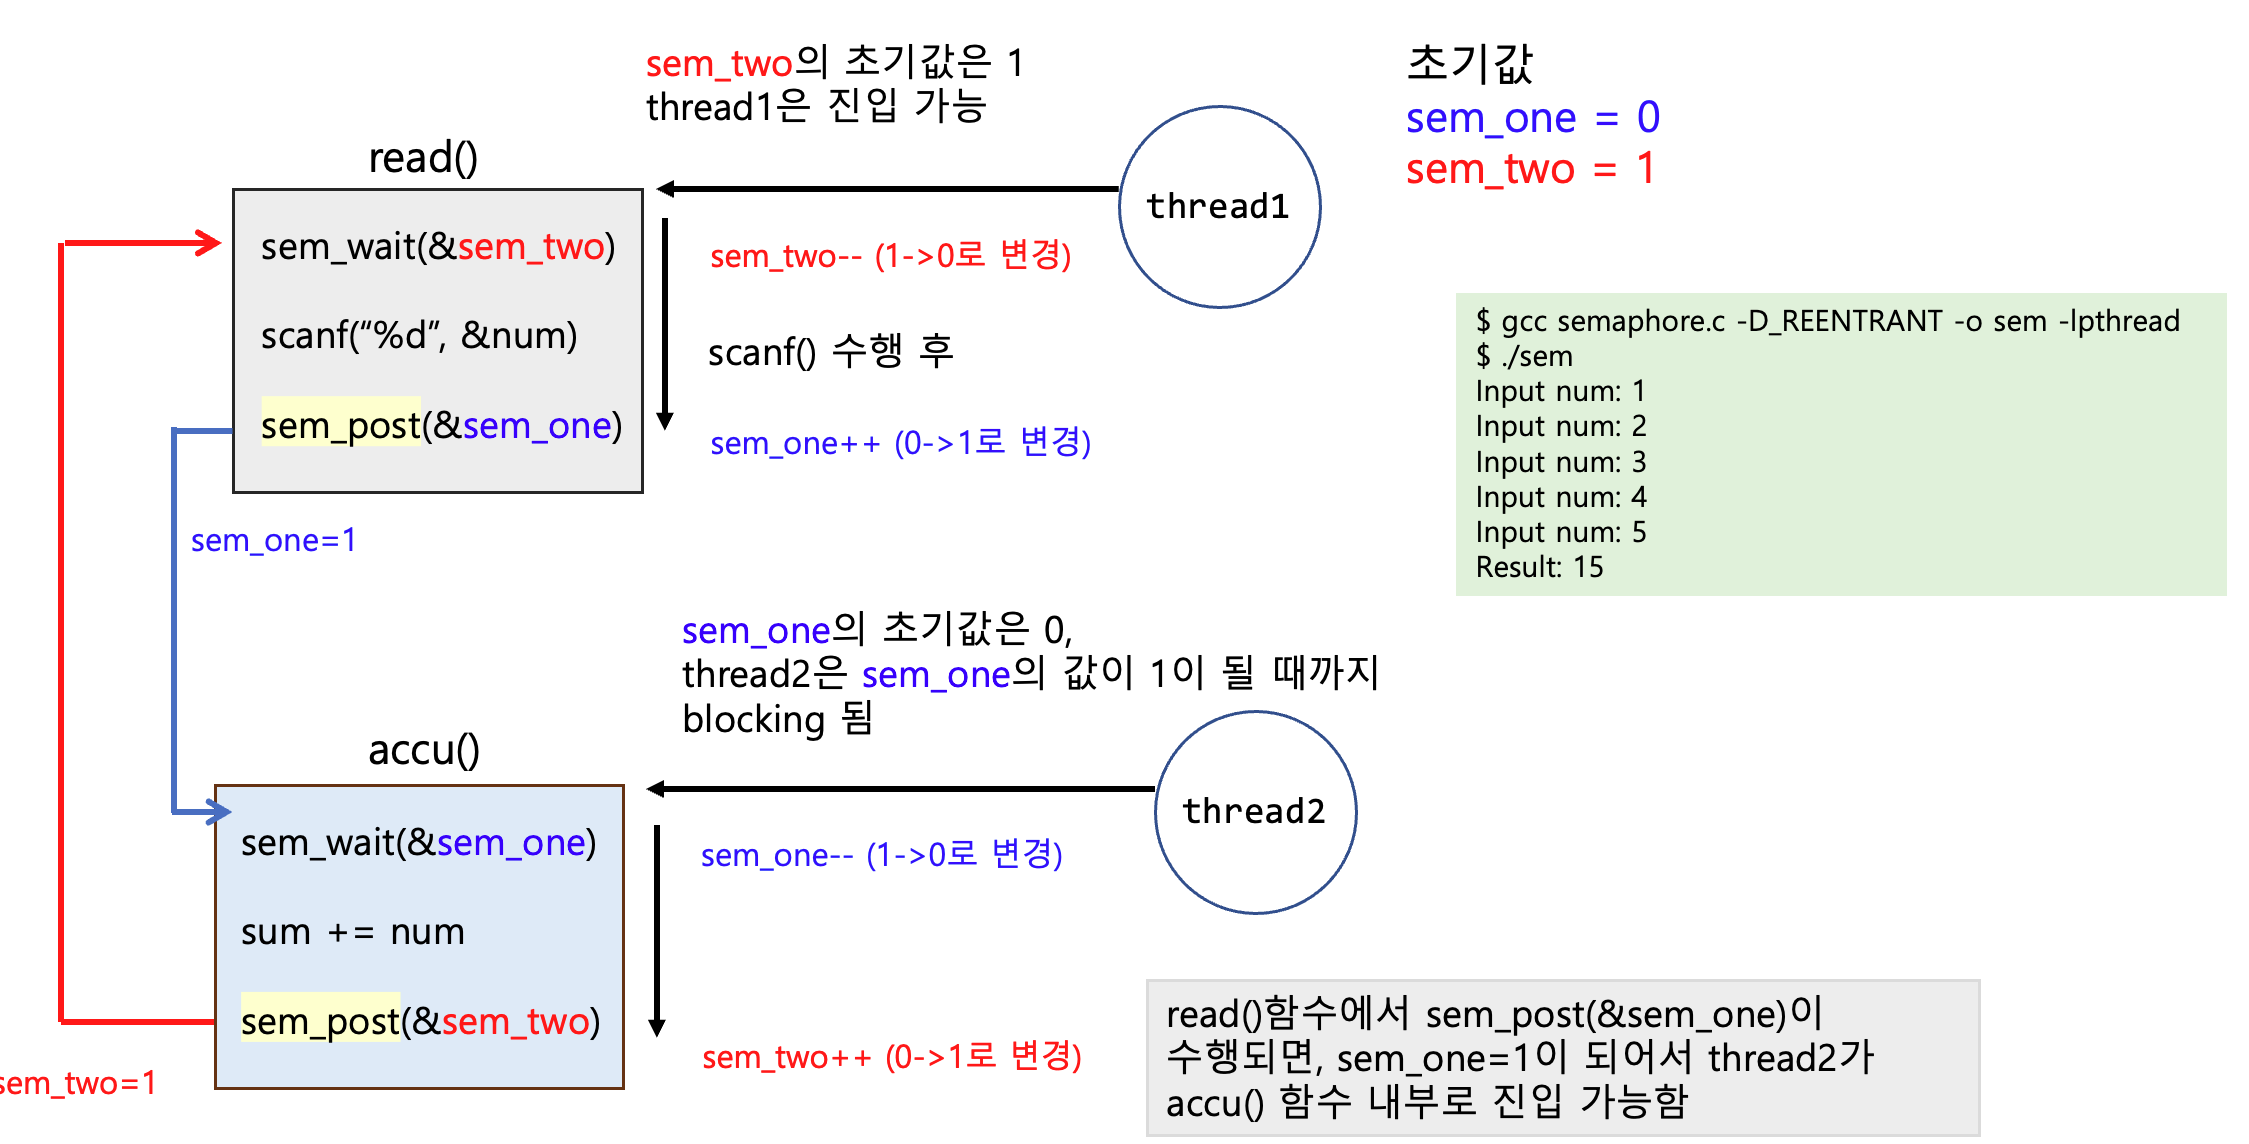 sem_two의 초기값은 1
thread1은 진입 가능
초기값
sem_one = 0
sem_two = 1
read()
thread1
sem_wait(&sem_two)
scanf(“%d”, &num)
sem_post(&sem_one)
sem_two-- (1->0로 변경)
scanf() 수행 후
sem_one++ (0->1로 변경)
$ gcc semaphore.c -D_REENTRANT -o sem -lpthread
$ ./sem
Input num: 1
Input num: 2
Input num: 3
Input num: 4
Input num: 5
Result: 15
sem_one=1
sem_one의 초기값은 0,
thread2은 sem_one의 값이 1이 될 때까지
blocking 됨
accu()
thread2
sem_wait(&sem_one)
sum += num
sem_post(&sem_two)
sem_one-- (1->0로 변경)
sem_two++ (0->1로 변경)
sem_two=1
read()함수에서 sem_post(&sem_one)이
수행되면, sem_one=1이 되어서 thread2가
accu() 함수 내부로 진입 가능함